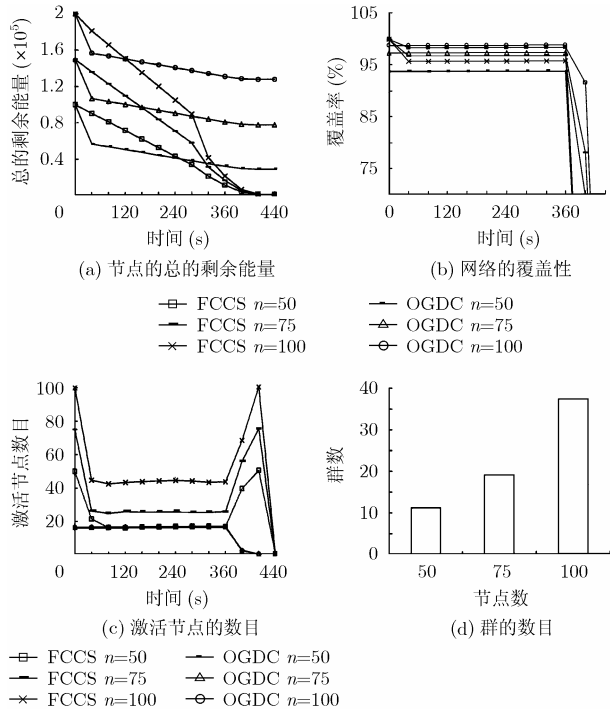 总的剩余能量 (×10⁵)
2
1.6
1.2
0.8
0.4
0 120 240 360 440
时间 (s)
(a) 节点的总的剩余能量
覆盖率 (%)
105
95
85
75
0 120 240 360
时间 (s)
(b) 网络的覆盖性
FCCS n=50
FCCS n=75
FCCS n=100
OGDC n=50
OGDC n=75
OGDC n=100
激活节点数目
100
80
60
40
20
0 120 240 360 440
时间 (s)
(c) 激活节点的数目
群数
40
30
20
10
0
50 75 100
节点数
(d) 群的数目
FCCS n=50
FCCS n=75
FCCS n=100
OGDC n=50
OGDC n=75
OGDC n=100